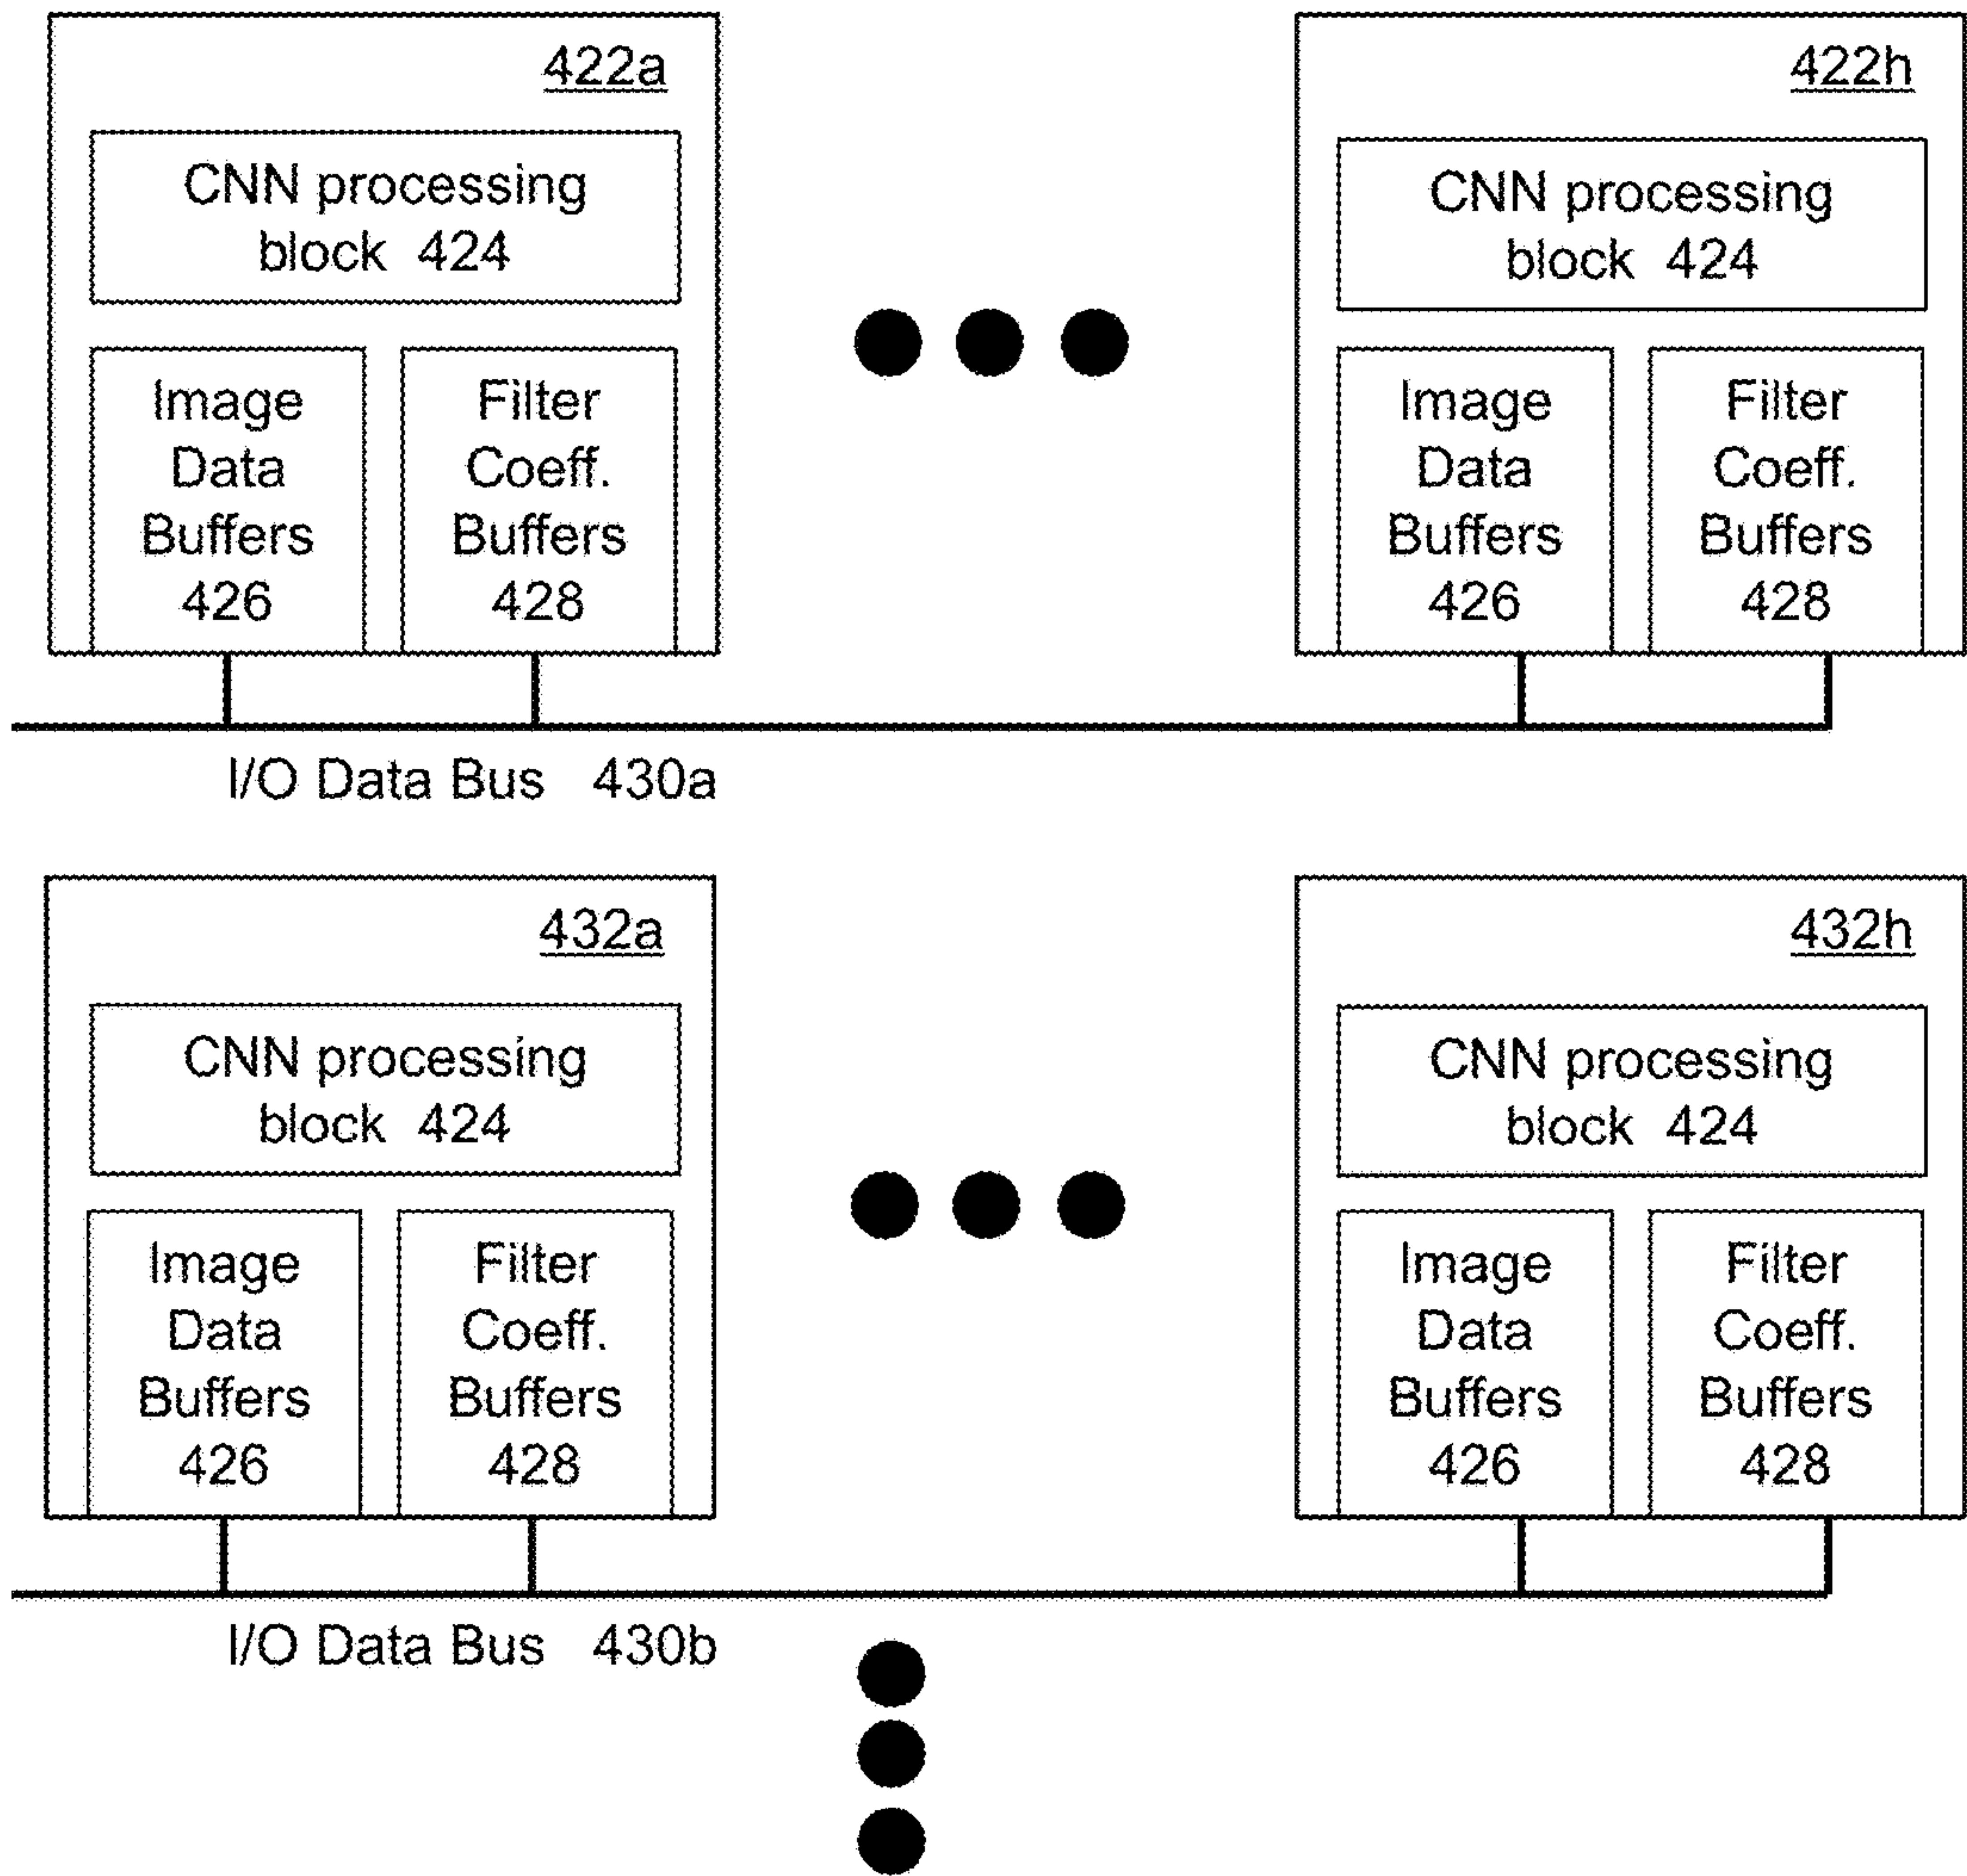 422a
CNN processing
block 424
Image
Data
Buffers
426
Filter
Coeff.
Buffers
428
422h
CNN processing
block 424
Image
Data
Buffers
426
Filter
Coeff.
Buffers
428
I/O Data Bus 430a
432a
CNN processing
block 424
Image
Data
Buffers
426
Filter
Coeff.
Buffers
428
432h
CNN processing
block 424
Image
Data
Buffers
426
Filter
Coeff.
Buffers
428
I/O Data Bus 430b